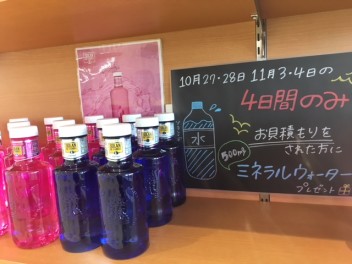 10月27・28日 11月3・4日の
4日間のみ
お見積もりを
された方に
水
500ml
ミネラルウォーター
プレゼント